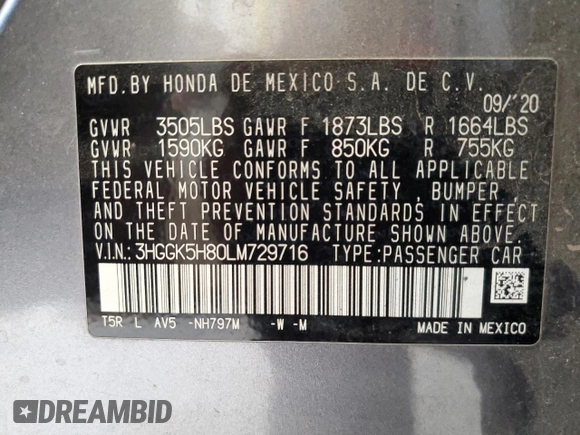 MFD.BY HONDA DE MEXICO S.A. DE C.V.
09/'20
GVWR 3505LBS GAWR F 1873LBS R 1664LBS
GVWR 1590KG GAWR F 850KG R 755KG
THIS VEHICLE CONFORMS TO ALL APPLICABLE
FEDERAL MOTOR VEHICLE SAFETY , BUMPER ,
AND THEFT PREVENTION STANDARDS IN EFFECT
ON THE DATE OF MANUFACTURE SHOWN ABOVE.
V.I.N.: 3HGGK5H80LM729716 TYPE:PASSENGER CAR
T5R L AV5 -NH797M -W -M MADE IN MEXICO
DREAMBID